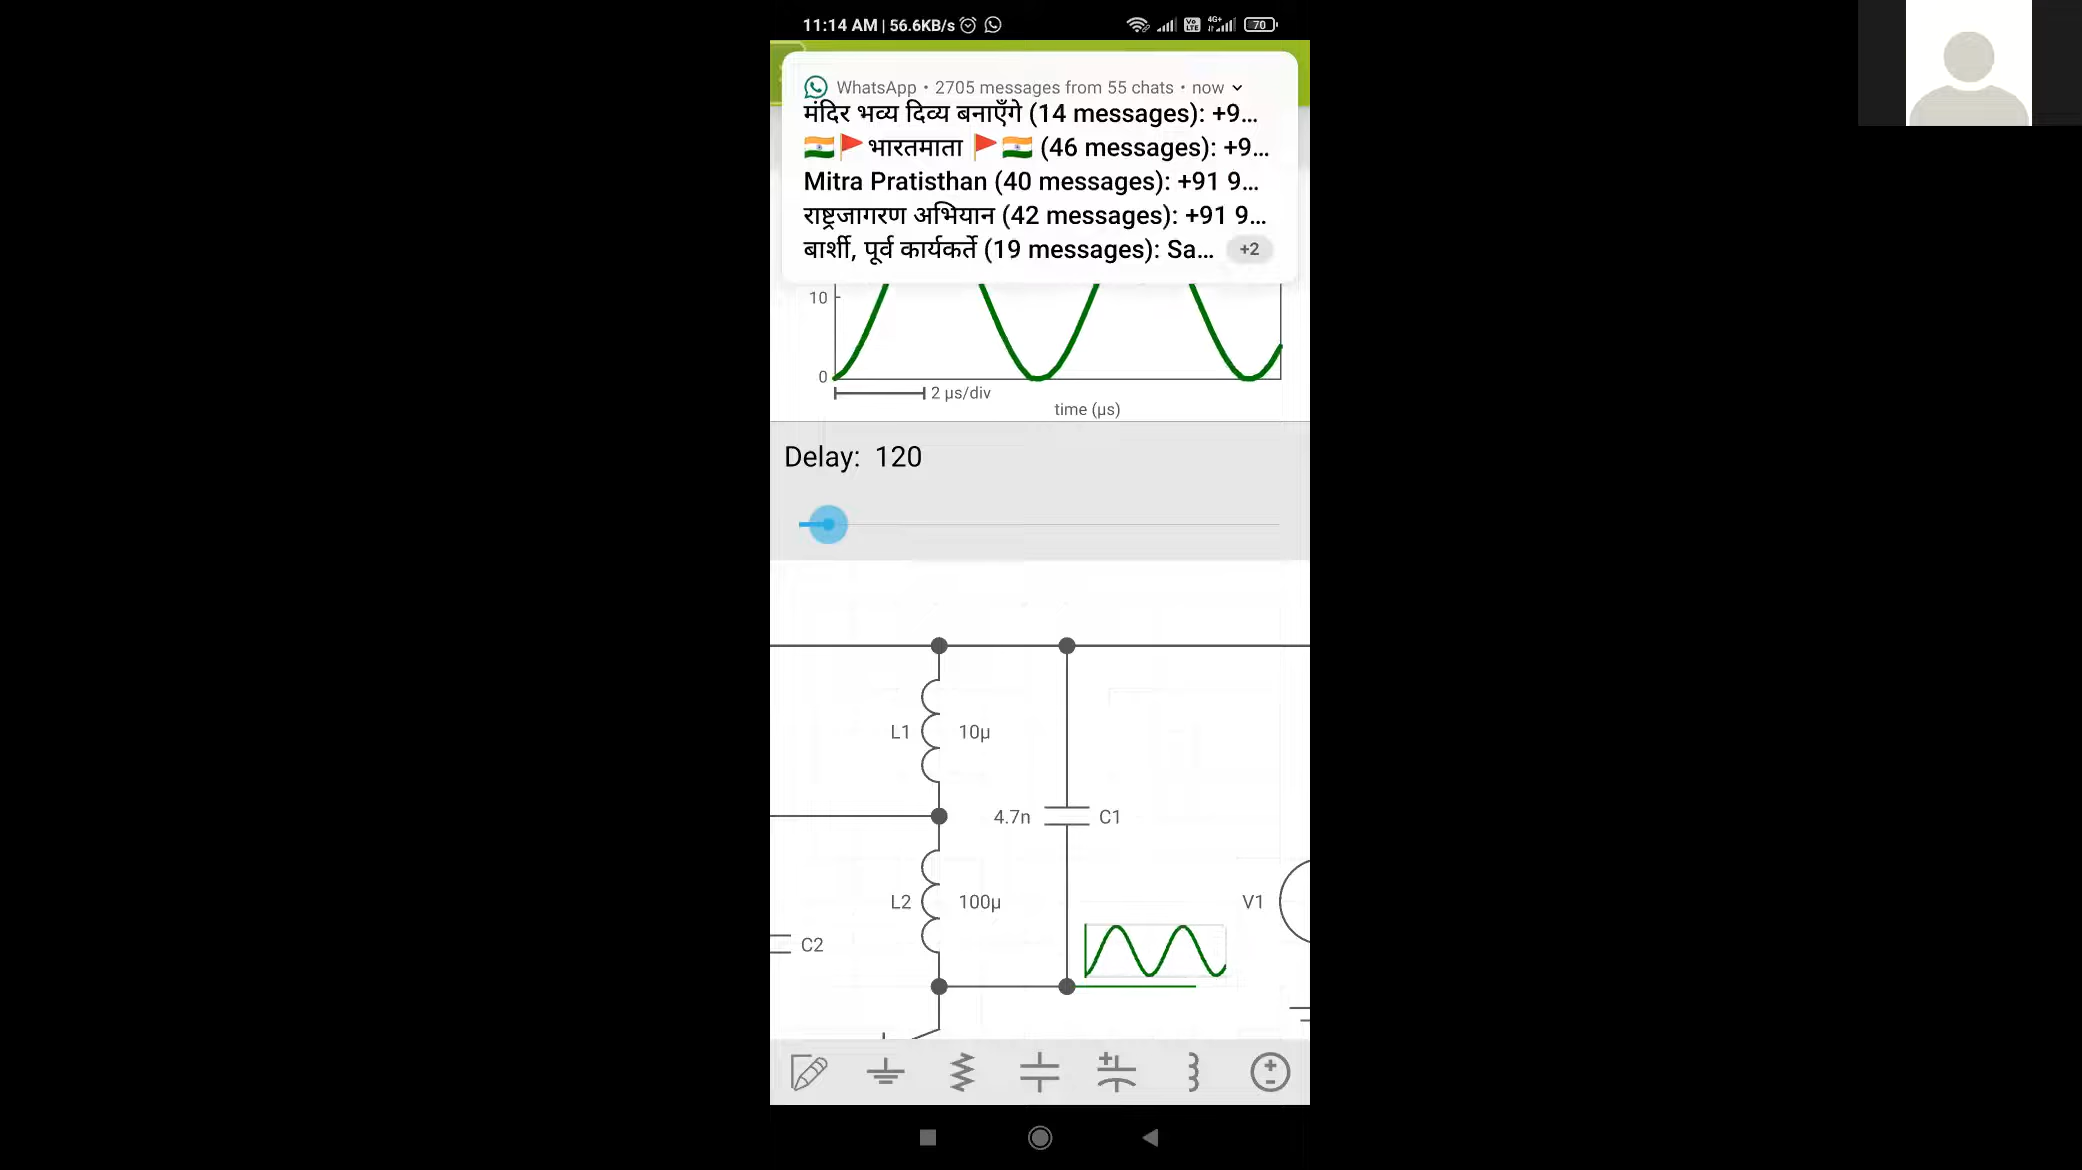 11:14 AM | 56.6KB/s
Vo LTE 4G+ 70
WhatsApp • 2705 messages from 55 chats • now
मंदिर भव्य दिव्य बनाएँगे (14 messages): +9...
🇮🇳🚩भारतमाता 🚩🇮🇳 (46 messages): +9...
Mitra Pratisthan (40 messages): +91 9...
राष्ट्रजागरण अभियान (42 messages): +91 9...
बार्शी, पूर्व कार्यकर्ते (19 messages): Sa... +2
10
0
2 µs/div
time (µs)
Delay: 120
L1 10µ
4.7n C1
L2 100µ
V1
C2